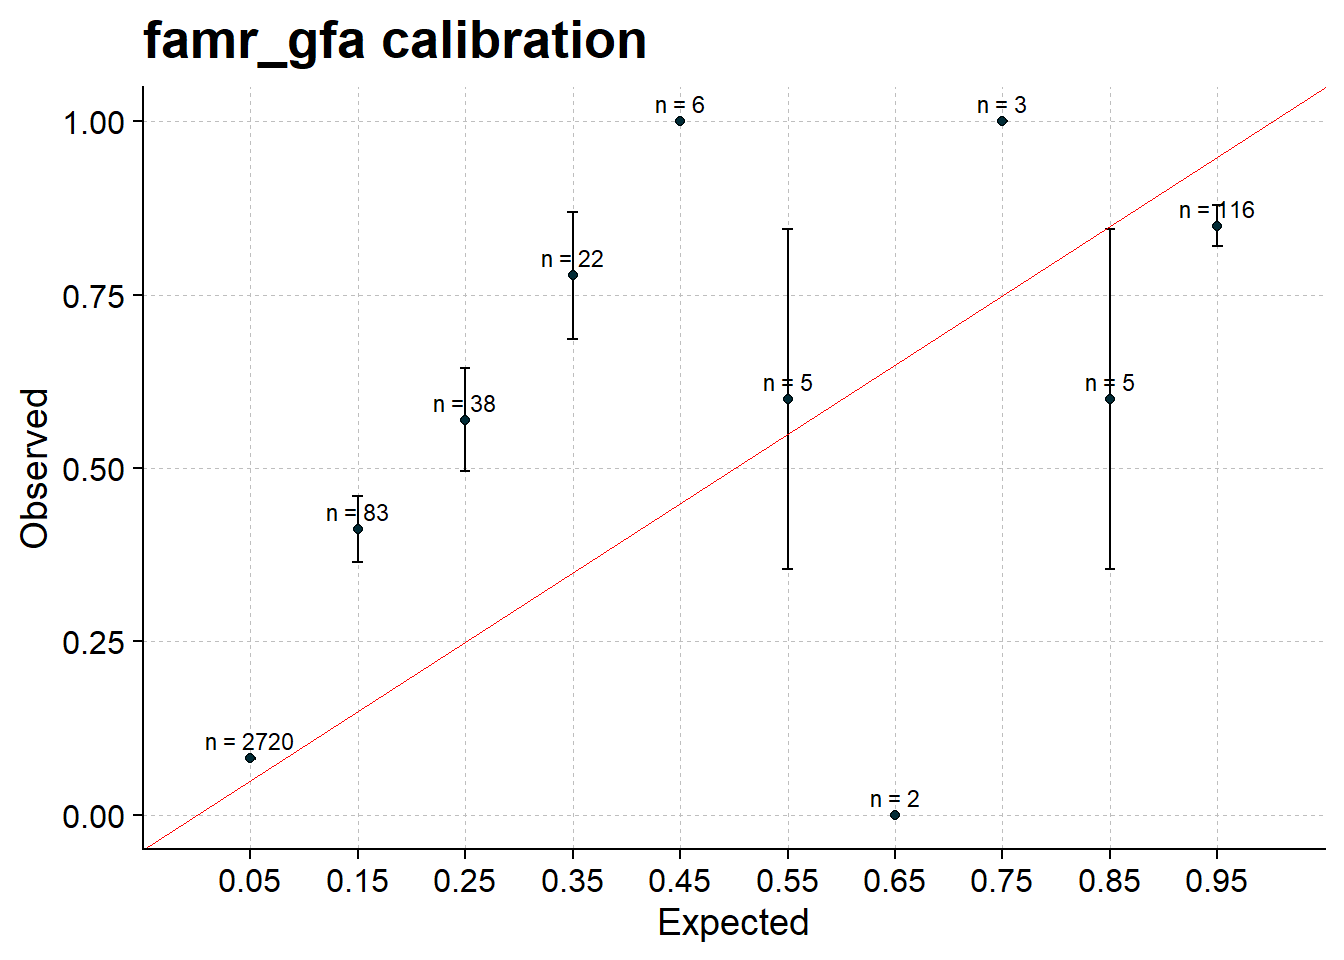 famr_gfa calibration
n = 6
n = 3
1.00
n = 116
n = 22
0.75
n = 5
n = 5
n = 38
Observed
0.50
n = 83
0.25
n = 2720
n = 2
0.00
0.05 0.15 0.25 0.35 0.45 0.55 0.65 0.75 0.85 0.95
Expected